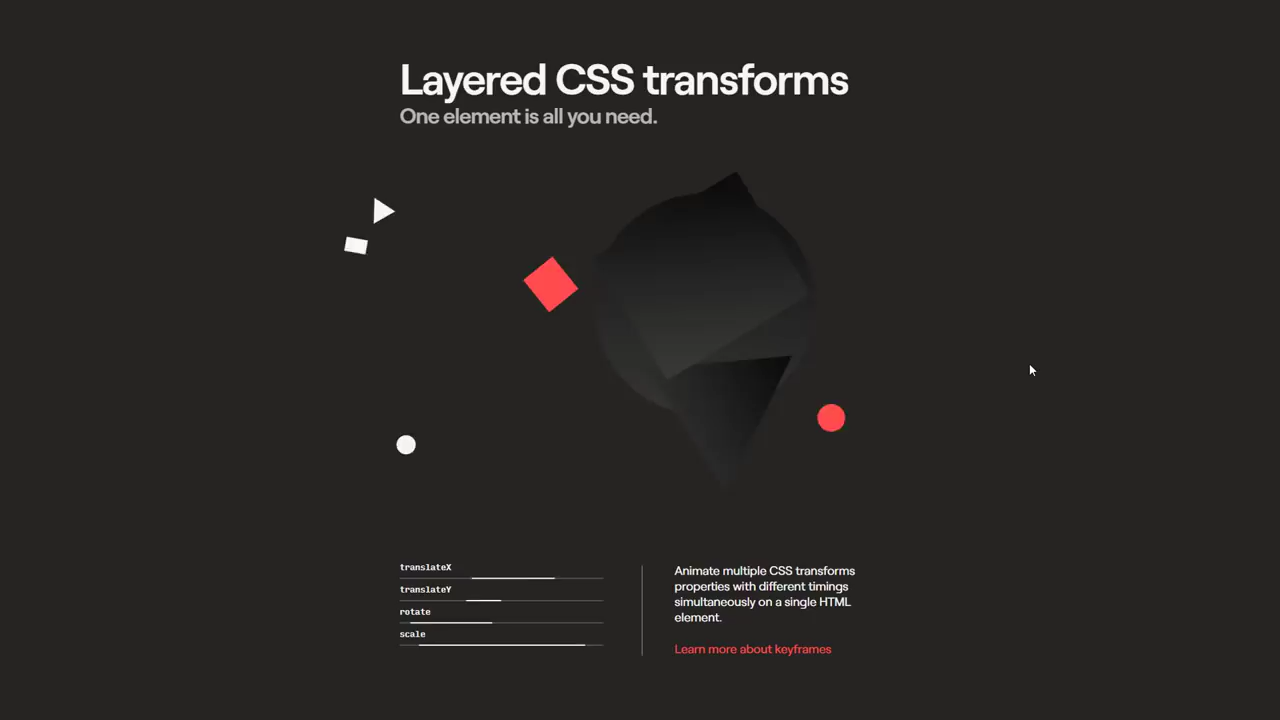 Layered CSS transforms
One element is all you need.
translateX
translateY
rotate
scale
Animate multiple CSS transforms
properties with different timings
simultaneously on a single HTML
element.
Learn more about keyframes